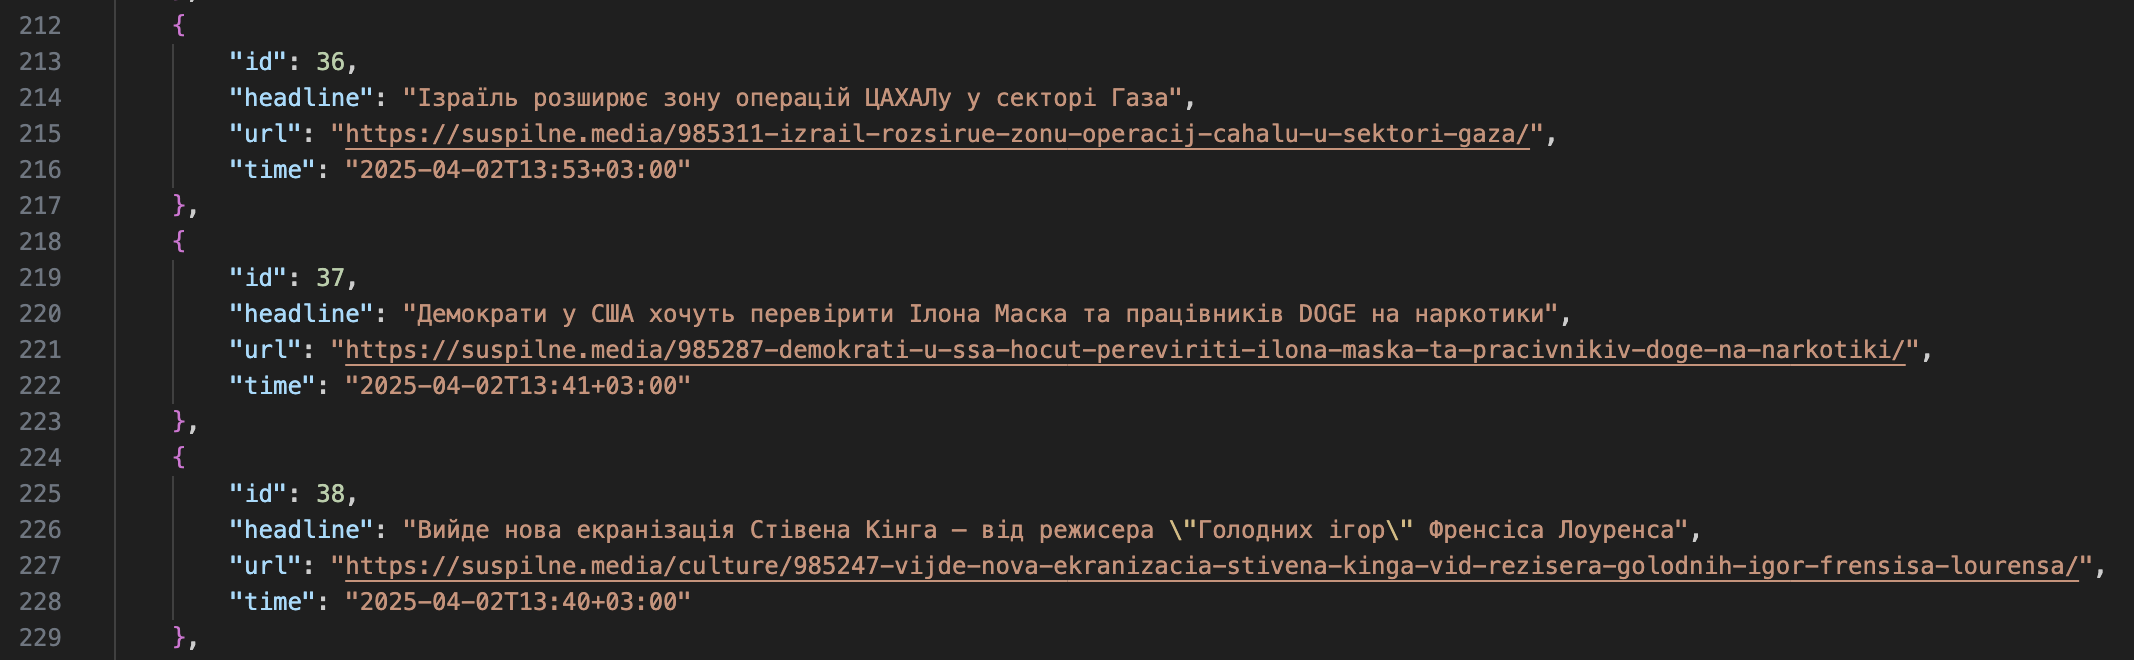 212 {
213 "id": 36,
214 "headline": "Ізраїль розширює зону операцій ЦАХАЛу у секторі Газа",
215 "url": "https://suspilne.media/985311-izrail-rozsirue-zonu-operacij-cahalu-u-sektori-gaza/",
216 "time": "2025-04-02T13:53+03:00"
217 },
218 {
219 "id": 37,
220 "headline": "Демократи у США хочуть перевірити Ілона Маска та працівників DOGE на наркотики",
221 "url": "https://suspilne.media/985287-demokrati-u-ssa-hocut-pereviriti-ilona-maska-ta-pracivnikiv-doge-na-narkotiki/",
222 "time": "2025-04-02T13:41+03:00"
223 },
224 {
225 "id": 38,
226 "headline": "Вийде нова екранізація Стівена Кінга — від режисера \"Голодних ігор\" Френсіса Лоуренса",
227 "url": "https://suspilne.media/culture/985247-vijde-nova-ekranizacia-stivena-kinga-vid-rezisera-golodnih-igor-frensisa-lourensa/",
228 "time": "2025-04-02T13:40+03:00"
229 },